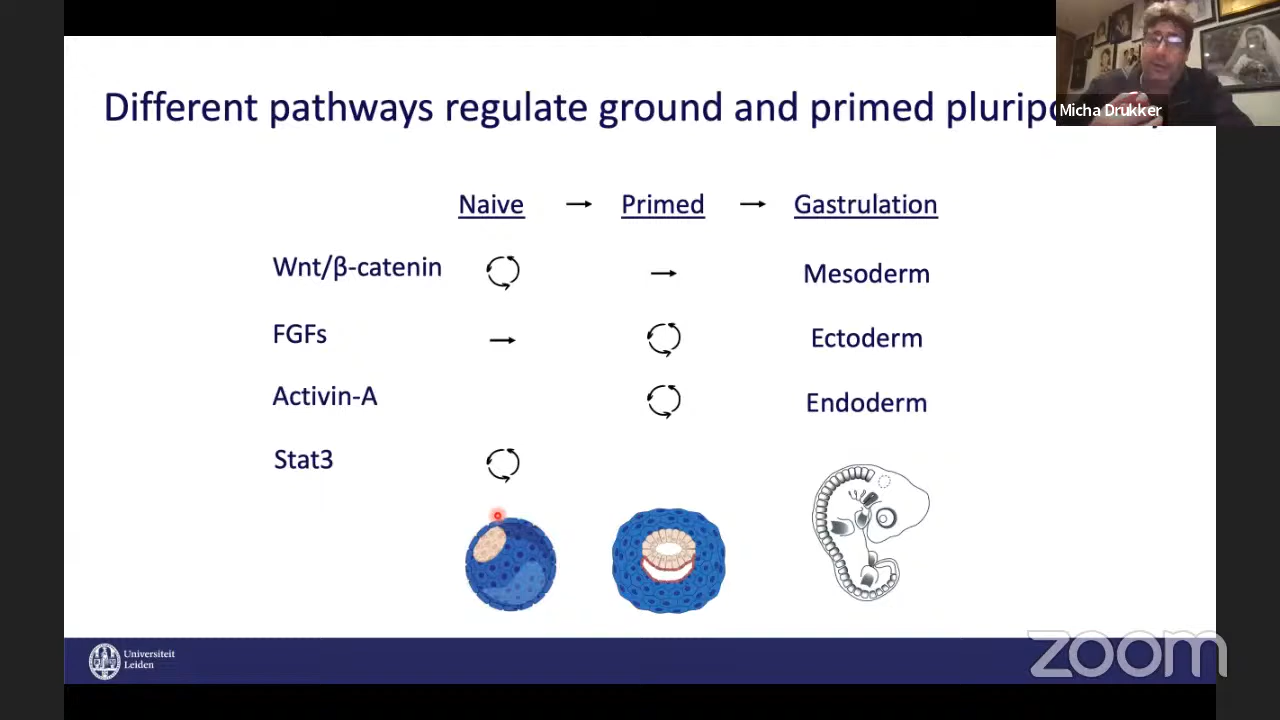 Different pathways regulate ground and primed
Micha Drukker
Naive → Primed → Gastrulation
Wnt/β-catenin → Mesoderm
FGFs → Ectoderm
Activin-A Endoderm
Stat3
Universiteit
Leiden
zoom